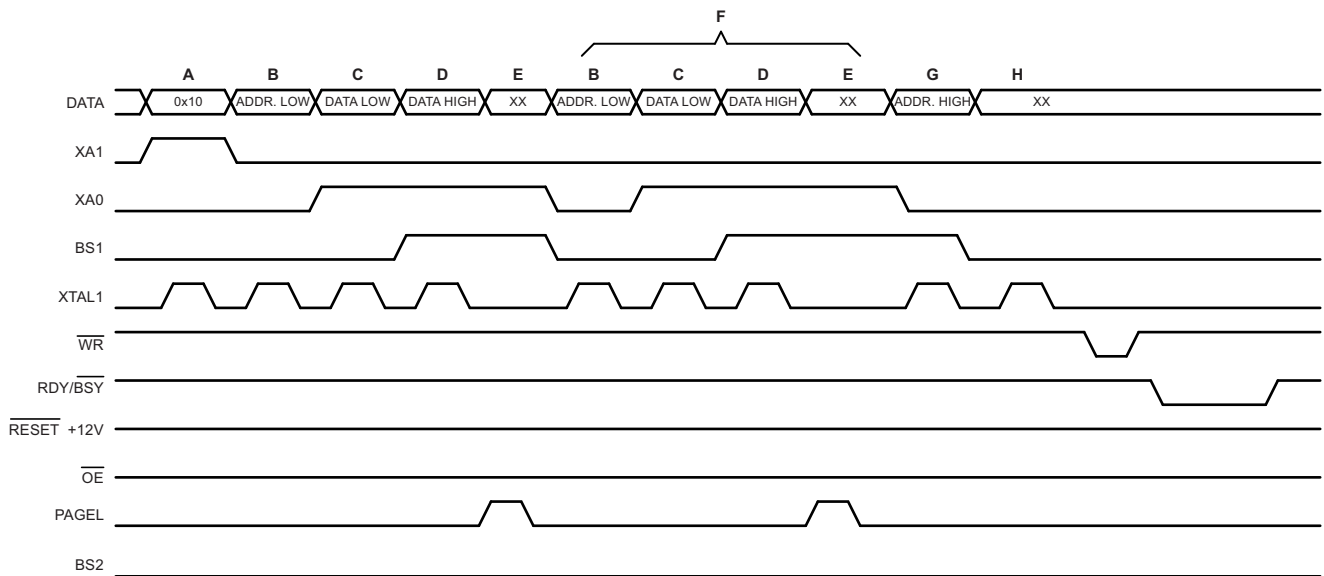 F
A B C D E B C D E G H
DATA 0x10 ADDR. LOW DATA LOW DATA HIGH XX ADDR. LOW DATA LOW DATA HIGH XX ADDR. HIGH XX
XA1
XA0
BS1
XTAL1
WR
RDY/BSY
RESET +12V
OE
PAGEL
BS2